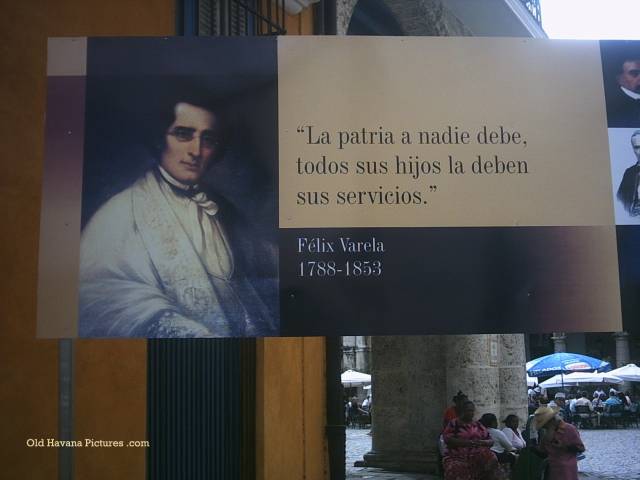 “La patria a nadie debe,
todos sus hijos la deben
sus servicios.”
Félix Varela
1788-1853
Old Havana Pictures .com